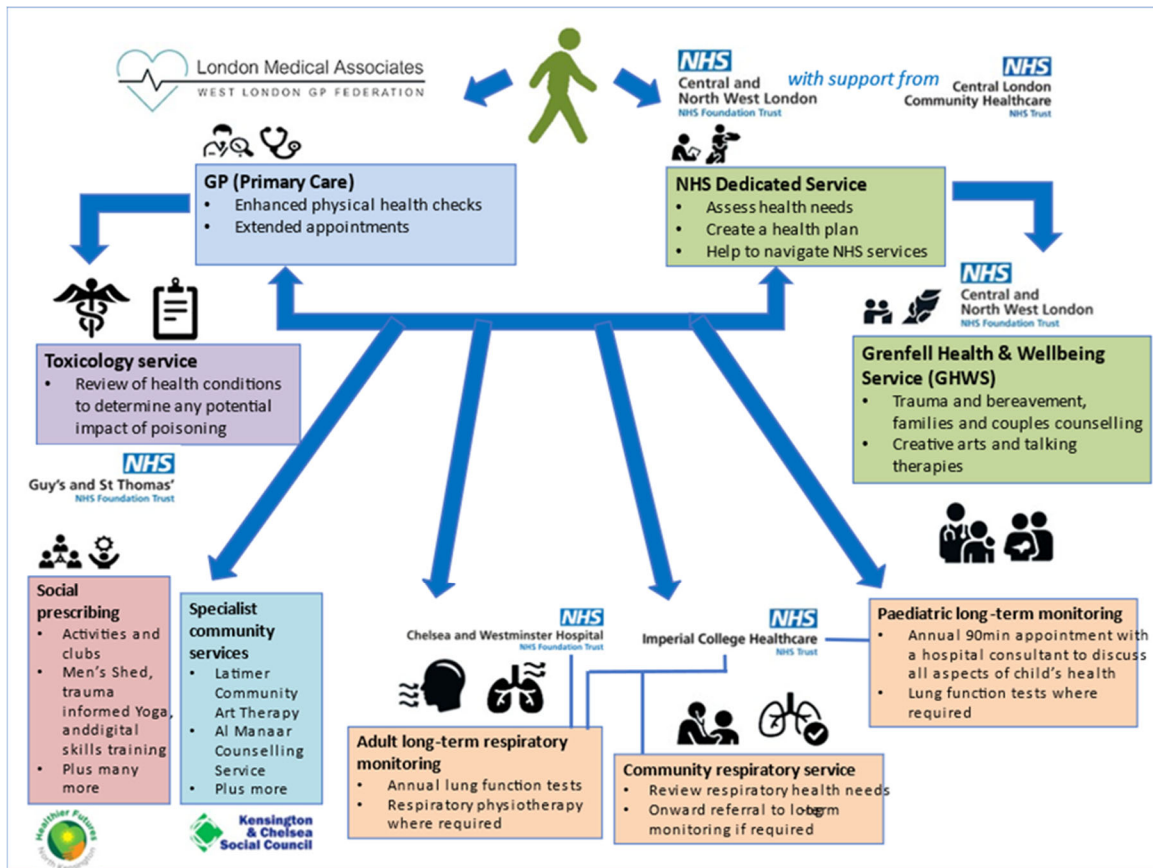 London Medical Associates
WEST LONDON GP FEDERATION
NHS
Central and
North West London
NHS Foundation Trust
with support from
NHS
Central London
Community Healthcare
NHS Trust
GP (Primary Care)
• Enhanced physical health checks
• Extended appointments
NHS Dedicated Service
• Assess health needs
• Create a health plan
• Help to navigate NHS services
NHS
Central and
North West London
NHS Foundation Trust
Toxicology service
• Review of health conditions
to determine any potential
impact of poisoning
NHS
Guy's and St Thomas'
NHS Foundation Trust
Grenfell Health & Wellbeing
Service (GHWS)
• Trauma and bereavement,
families and couples counselling
• Creative arts and talking
therapies
Social
prescribing
• Activities and
clubs
• Men's Shed,
trauma
informed Yoga,
anddigital
skills training
• Plus many
more
Healthier Futures
North Kensington
Specialist
community
services
• Latimer
Community
Art Therapy
• Al Manaar
Counselling
Service
• Plus more
Kensington
& Chelsea
Social Council
NHS
Chelsea and Westminster Hospital
NHS Foundation Trust
Adult long-term respiratory
monitoring
• Annual lung function tests
• Respiratory physiotherapy
where required
NHS
Imperial College Healthcare
NHS Trust
Community respiratory service
• Review respiratory health needs
• Onward referral to long-term
monitoring if required
Paediatric long-term monitoring
• Annual 90min appointment with
a hospital consultant to discuss
all aspects of child's health
• Lung function tests where
required